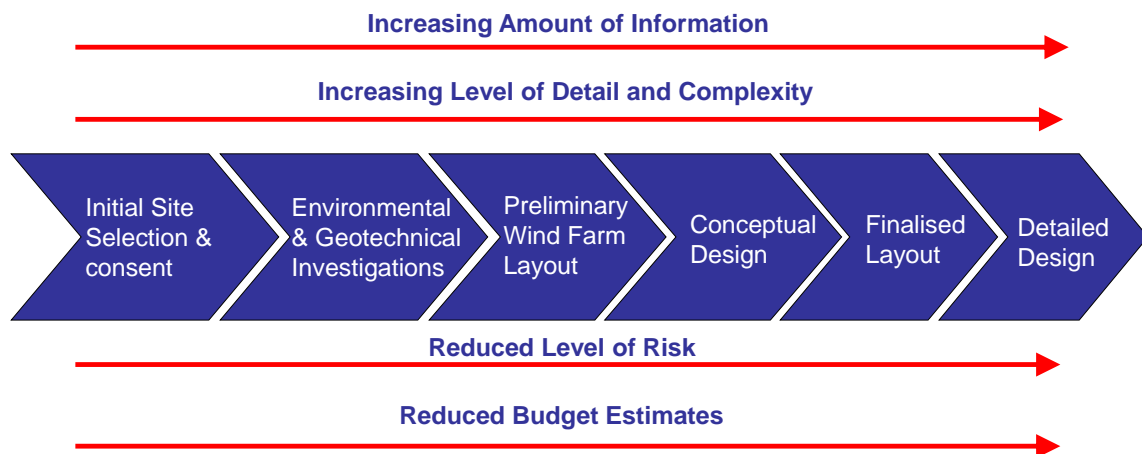 Increasing Amount of Information
Increasing Level of Detail and Complexity
Initial Site
Selection &
consent
Environmental
& Geotechnical
Investigations
Preliminary
Wind Farm
Layout
Conceptual
Design
Finalised
Layout
Detailed
Design
Reduced Level of Risk
Reduced Budget Estimates